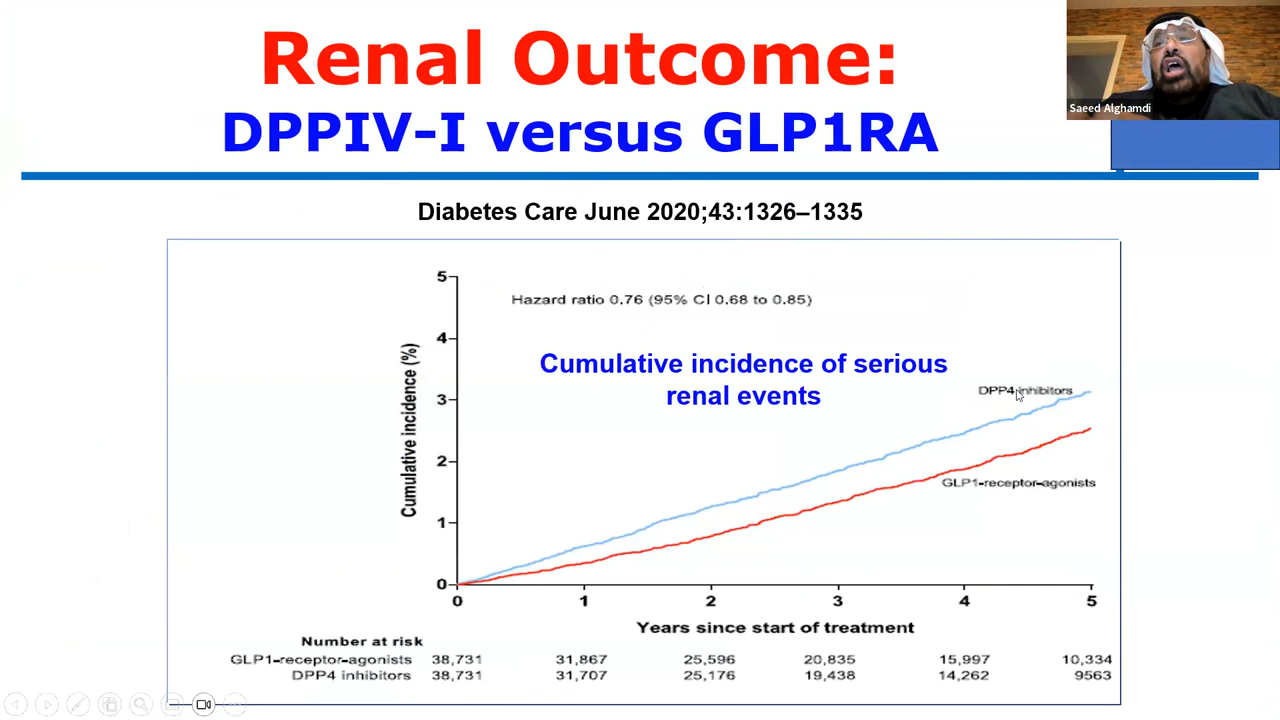 Renal Outcome:
DPPIV-I versus GLP1RA
Saeed Alghamdi
Diabetes Care June 2020;43:1326–1335
Hazard ratio 0.76 (95% CI 0.68 to 0.85)
Cumulative incidence of serious
renal events
Cumulative incidence (%)
5
4
3
2
1
0
DPP4 inhibitors
GLP1-receptor-agonists
0 1 2 3 4 5
Years since start of treatment
Number at risk
GLP1-receptor-agonists 38,731 31,867 25,596 20,835 15,997 10,334
DPP4 inhibitors 38,731 31,707 25,176 19,438 14,262 9563